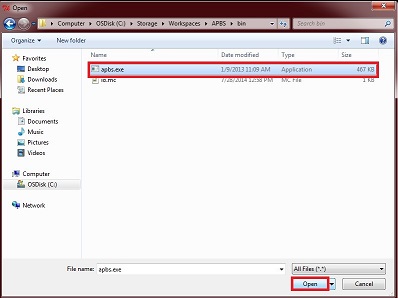 Open
Computer ▸ OSDisk (C:) ▸ Storage ▸ Workspaces ▸ APBS ▸ bin
Search bin
Organize New folder
Name Date modified Type Size
apbs.exe 1/9/2013 11:09 AM Application 467 KB
io.mc 7/28/2014 12:58 PM MC File 1 KB
Favorites
Desktop
Downloads
Recent Places
Libraries
Documents
Music
Pictures
Videos
Computer
OSDisk (C:)
Network
File name: apbs.exe
All Files (*.*)
Open Cancel